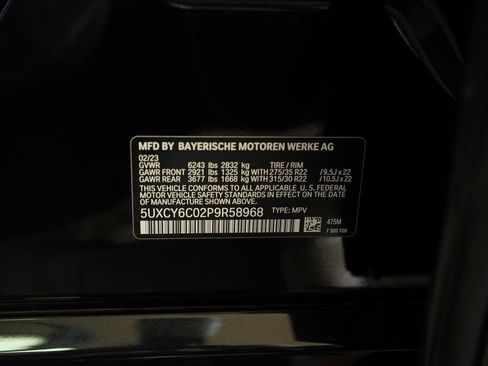 MFD BY BAYERISCHE MOTOREN WERKE AG
02/23
GVWR 6243 lbs 2832 kg TIRE / RIM
GAWR FRONT 2921 lbs 1325 kg WITH 275/35 R22 / 9.5J x 22
GAWR REAR 3677 lbs 1668 kg WITH 315/30 R22 / 10.5J x 22
THIS VEHICLE CONFORMS TO ALL APPLICABLE U. S. FEDERAL
MOTOR VEHICLE SAFETY STANDARDS IN EFFECT ON THE DATE
OF MANUFACTURE SHOWN ABOVE.
5UXCY6C02P9R58968 TYPE: MPV
475M
7 320 729